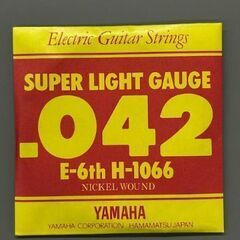 Electric Guitar Strings
SUPER LIGHT GAUGE
.042
E-6th H-1066
NICKEL WOUND
YAMAHA
YAMAHA CORPORATION HAMAMATSU JAPAN